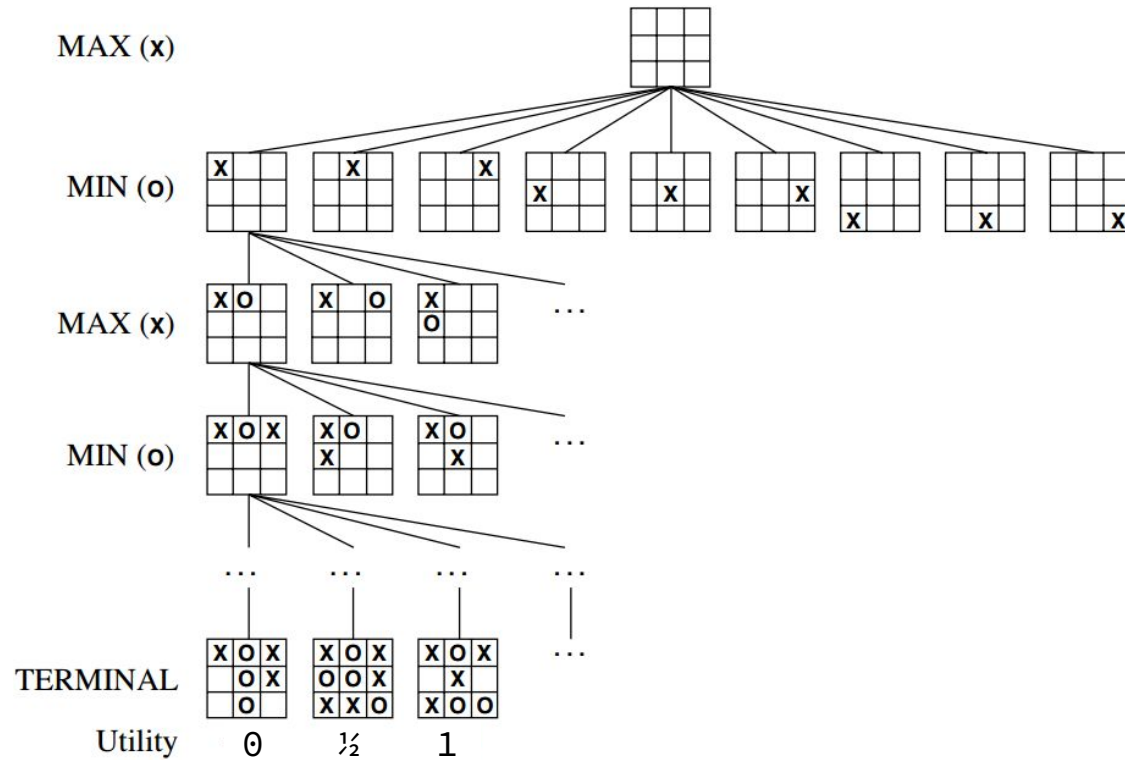 MAX (X)
X X X X X X X X X
MIN (O)
X O X O X
O
MAX (X)
...
X O X X O X O
X X
MIN (O)
...
... ... ... ...
X O X X O X X O X ...
O X O O X X
TERMINAL
O X X O X O O
Utility 0 ½ 1